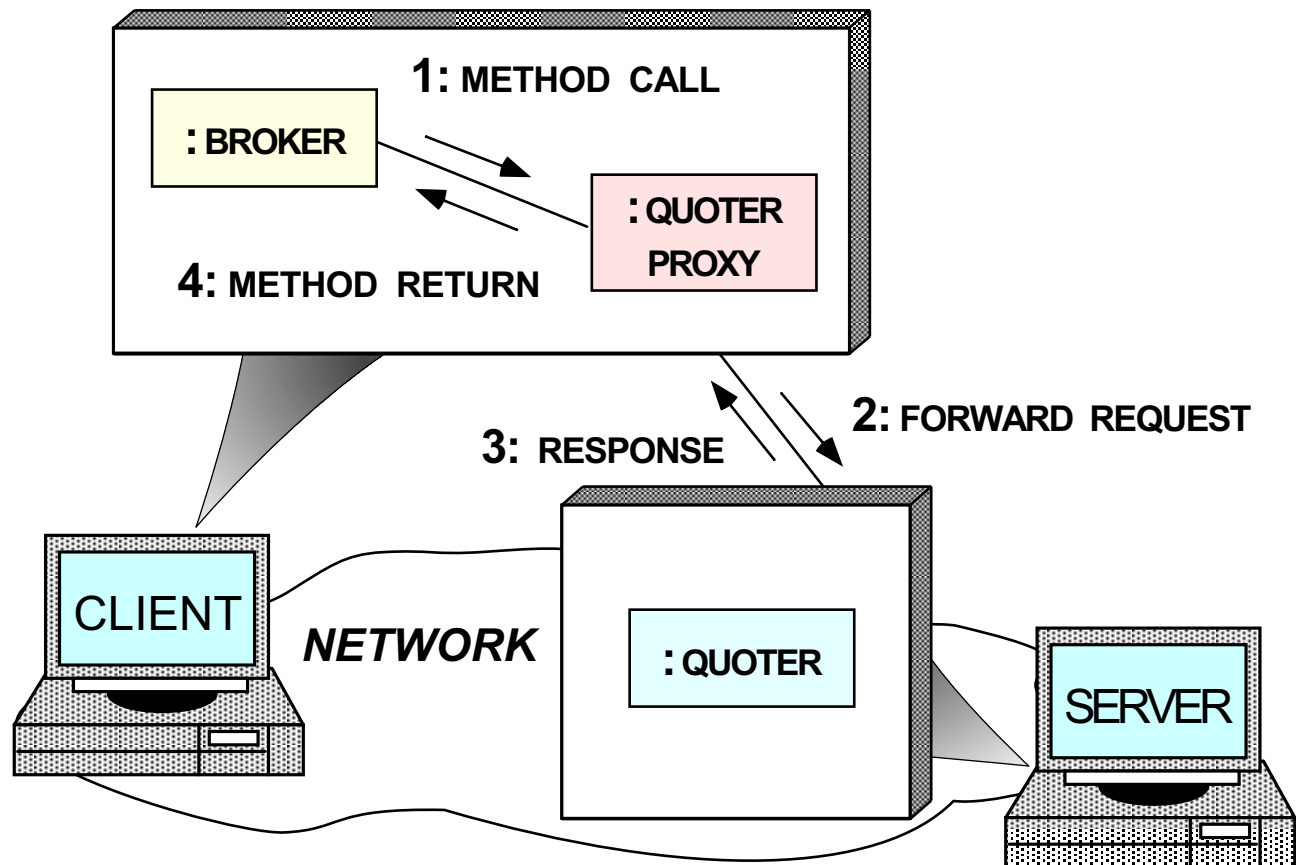 1: METHOD CALL
: BROKER
: QUOTER
PROXY
4: METHOD RETURN
2: FORWARD REQUEST
3: RESPONSE
CLIENT
NETWORK
: QUOTER
SERVER